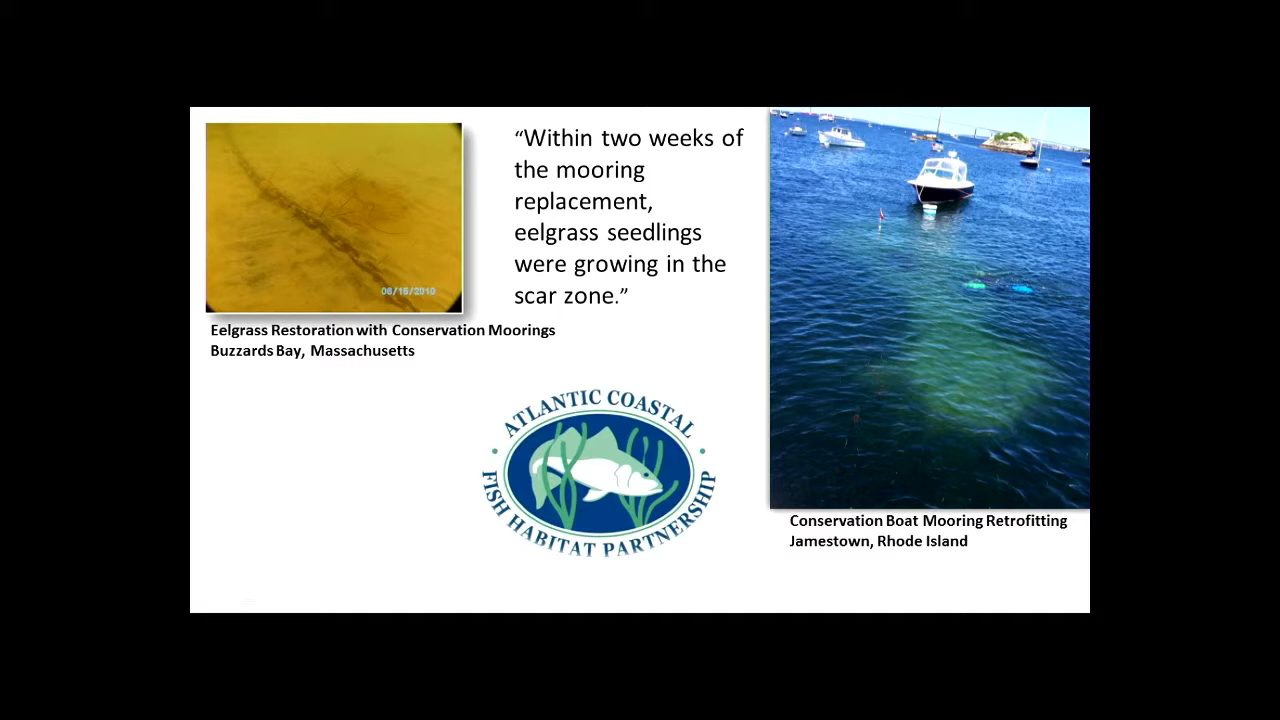 06/15/2010
Eelgrass Restoration with Conservation Moorings
Buzzards Bay, Massachusetts
“Within two weeks of
the mooring
replacement,
eelgrass seedlings
were growing in the
scar zone.”
ATLANTIC COASTAL
FISH HABITAT PARTNERSHIP
Conservation Boat Mooring Retrofitting
Jamestown, Rhode Island